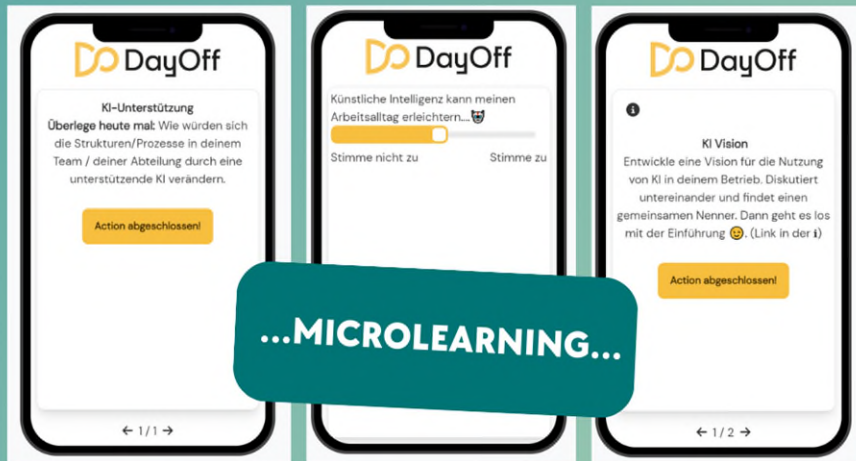 DayOff
KI-Unterstützung
Überlege heute mal: Wie würden sich
die Strukturen/Prozesse in deinem
Team / deiner Abteilung durch eine
unterstützende KI verändern.
Action abgeschlossen!
← 1/1 →
DayOff
Künstliche Intelligenz kann meinen
Arbeitsalltag erleichtern....
Stimme nicht zu Stimme zu
DayOff
KI Vision
Entwickle eine Vision für die Nutzung
von KI in deinem Betrieb. Diskutiert
untereinander und findet einen
gemeinsamen Nenner. Dann geht es los
mit der Einführung 😉. (Link in der i)
Action abgeschlossen!
← 1/2 →
...MICROLEARNING...